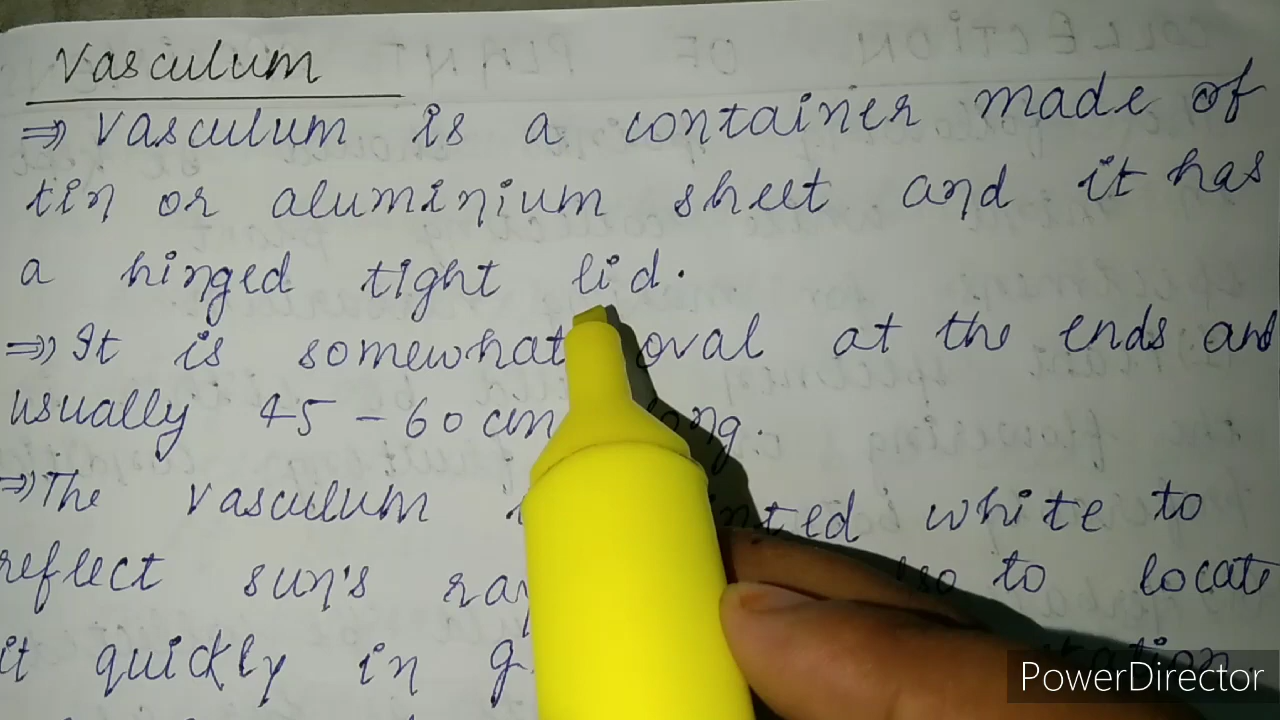 Vasculum
⇒ Vasculum is a container made of
tin or aluminium sheet and it has
a hinged tight lid.
⇒ It is somewhat oval at the ends and
usually 45 - 60 cm
⇒ The vasculum white to
reflect sun's to locate
it quickly in
PowerDirector